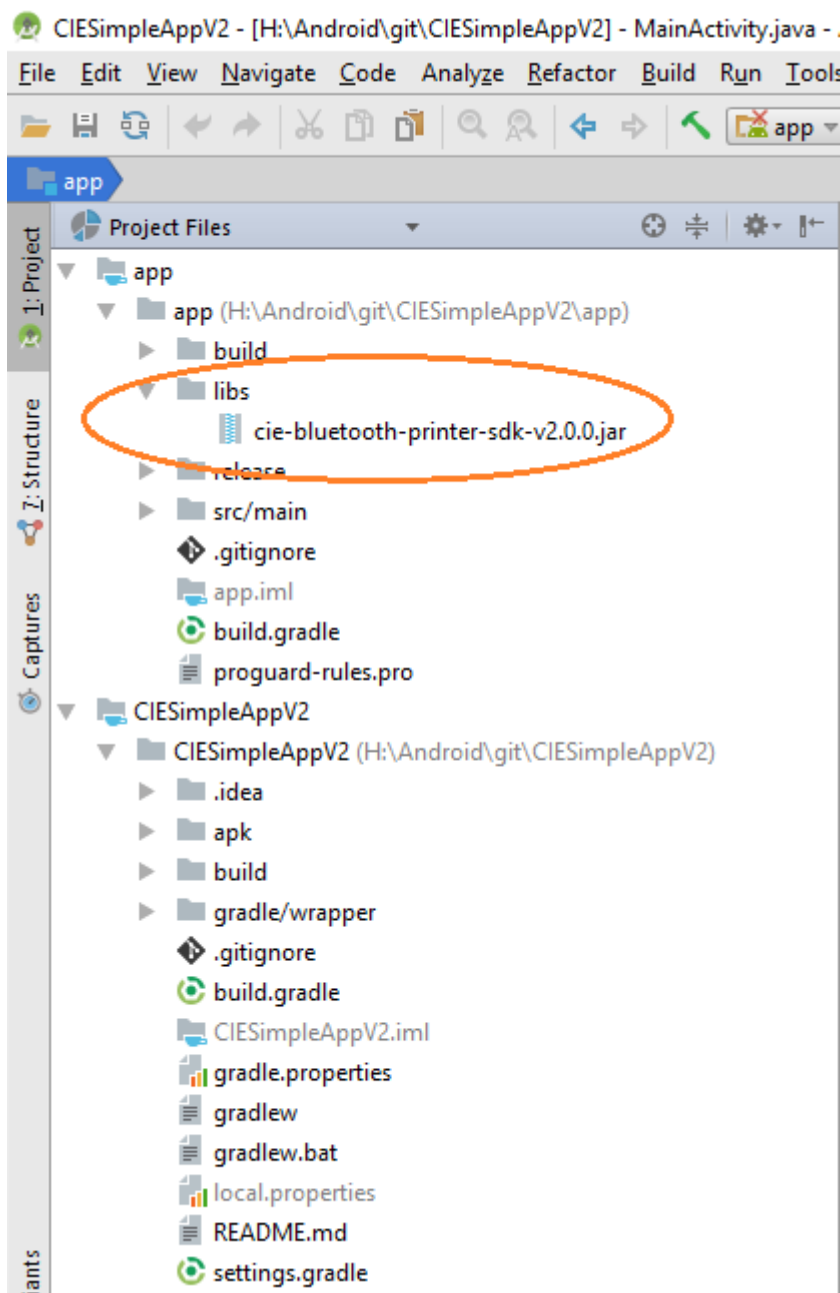 CIESimpleAppV2 - [H:\Android\git\CIESimpleAppV2] - MainActivity.java -
File Edit View Navigate Code Analyze Refactor Build Run Tools
app
app
Project Files
1: Project
7: Structure
Captures
app
app (H:\Android\git\CIESimpleAppV2\app)
build
libs
cie-bluetooth-printer-sdk-v2.0.0.jar
release
src/main
.gitignore
app.iml
build.gradle
proguard-rules.pro
CIESimpleAppV2
CIESimpleAppV2 (H:\Android\git\CIESimpleAppV2)
.idea
apk
build
gradle/wrapper
.gitignore
build.gradle
CIESimpleAppV2.iml
gradle.properties
gradlew
gradlew.bat
local.properties
README.md
settings.gradle